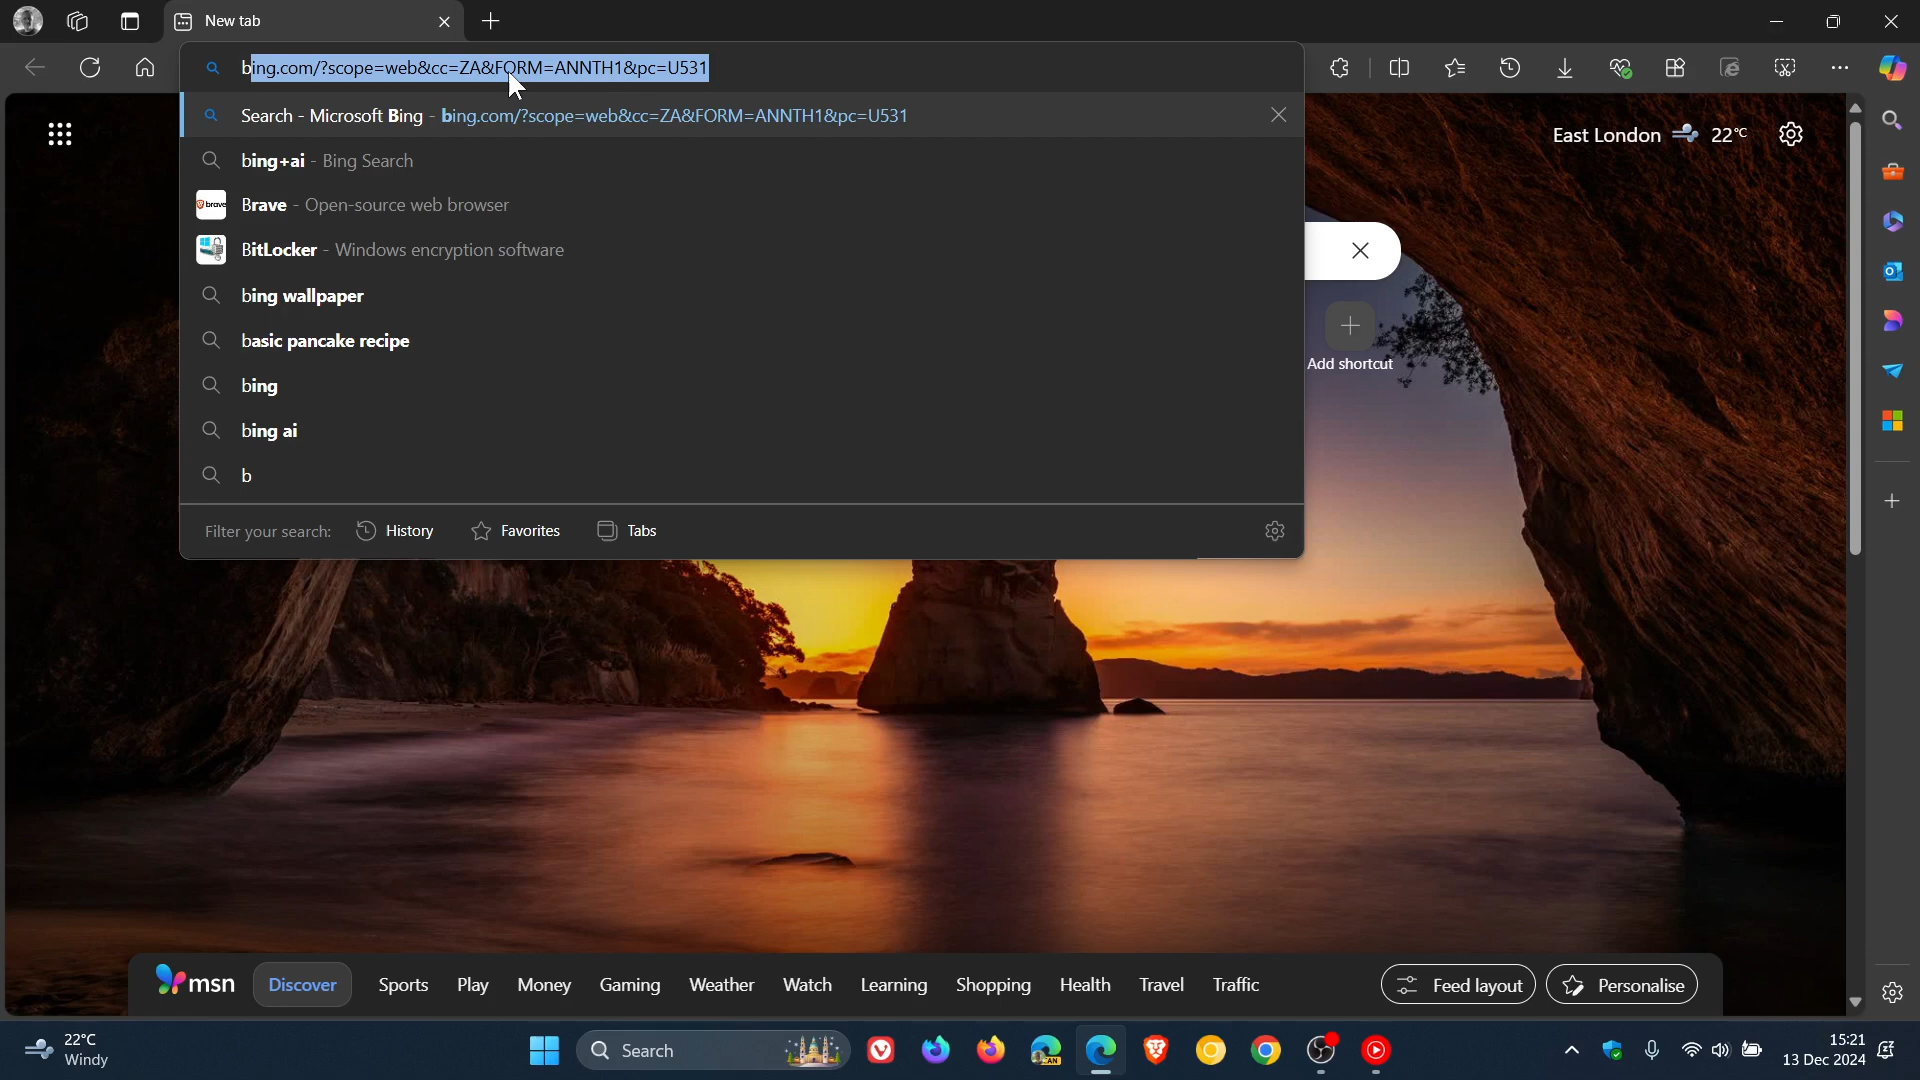 New tab
bing.com/?scope=web&cc=ZA&FORM=ANNTH1&pc=U531
Search - Microsoft Bing - bing.com/?scope=web&cc=ZA&FORM=ANNTH1&pc=U531
bing+ai - Bing Search
brave
Brave - Open-source web browser
BitLocker - Windows encryption software
bing wallpaper
basic pancake recipe
bing
bing ai
b
Filter your search: History Favorites Tabs
East London 22°C
Add shortcut
msn Discover Sports Play Money Gaming Weather Watch Learning Shopping Health Travel Traffic Feed layout Personalise
22°C
Windy
Search
CAN
15:21
13 Dec 2024